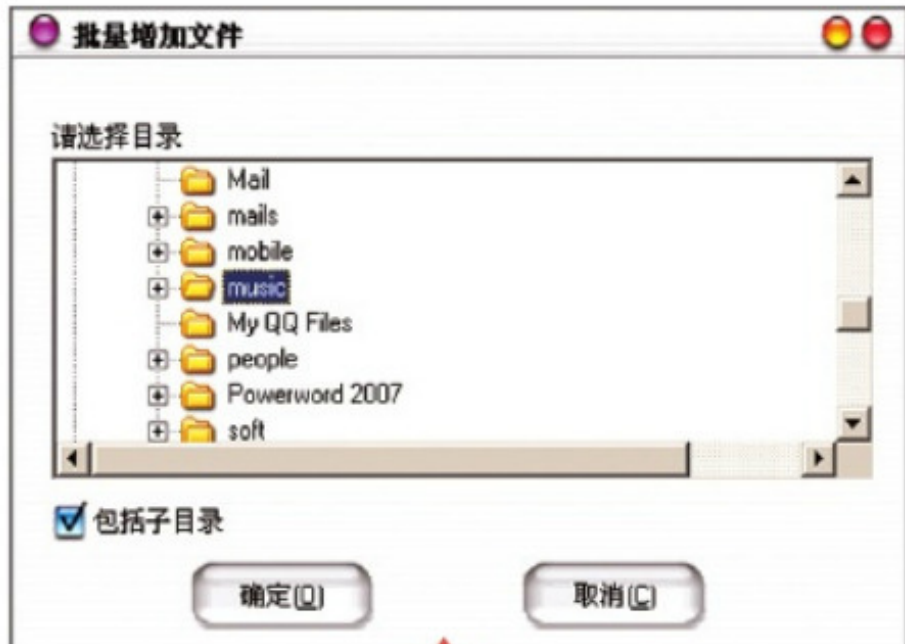 批量增加文件
请选择目录
Mail
mails
mobile
music
My QQ Files
people
Powerword 2007
soft
包括子目录
确定(O) 取消(C)